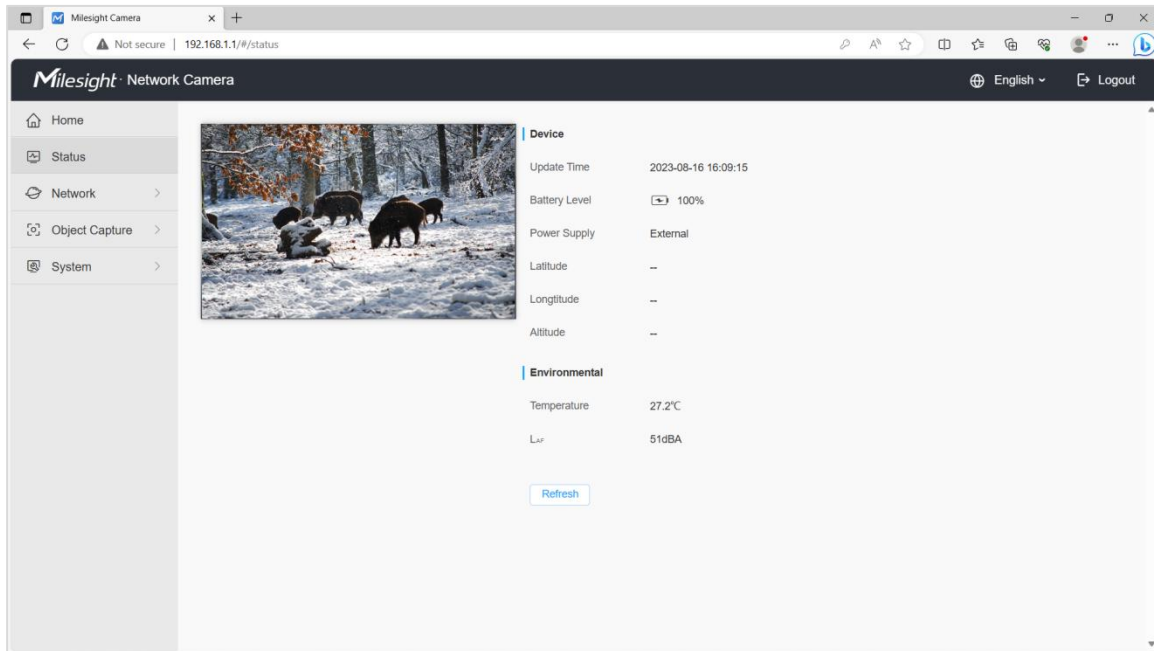 Milesight Camera
Not secure 192.168.1.1/#/status
Milesight · Network Camera English Logout
Home
Status
Network
Object Capture
System
Device
Update Time 2023-08-16 16:09:15
Battery Level 100%
Power Supply External
Latitude --
Longtitude --
Altitude --
Environmental
Temperature 27.2℃
LAF 51dBA
Refresh